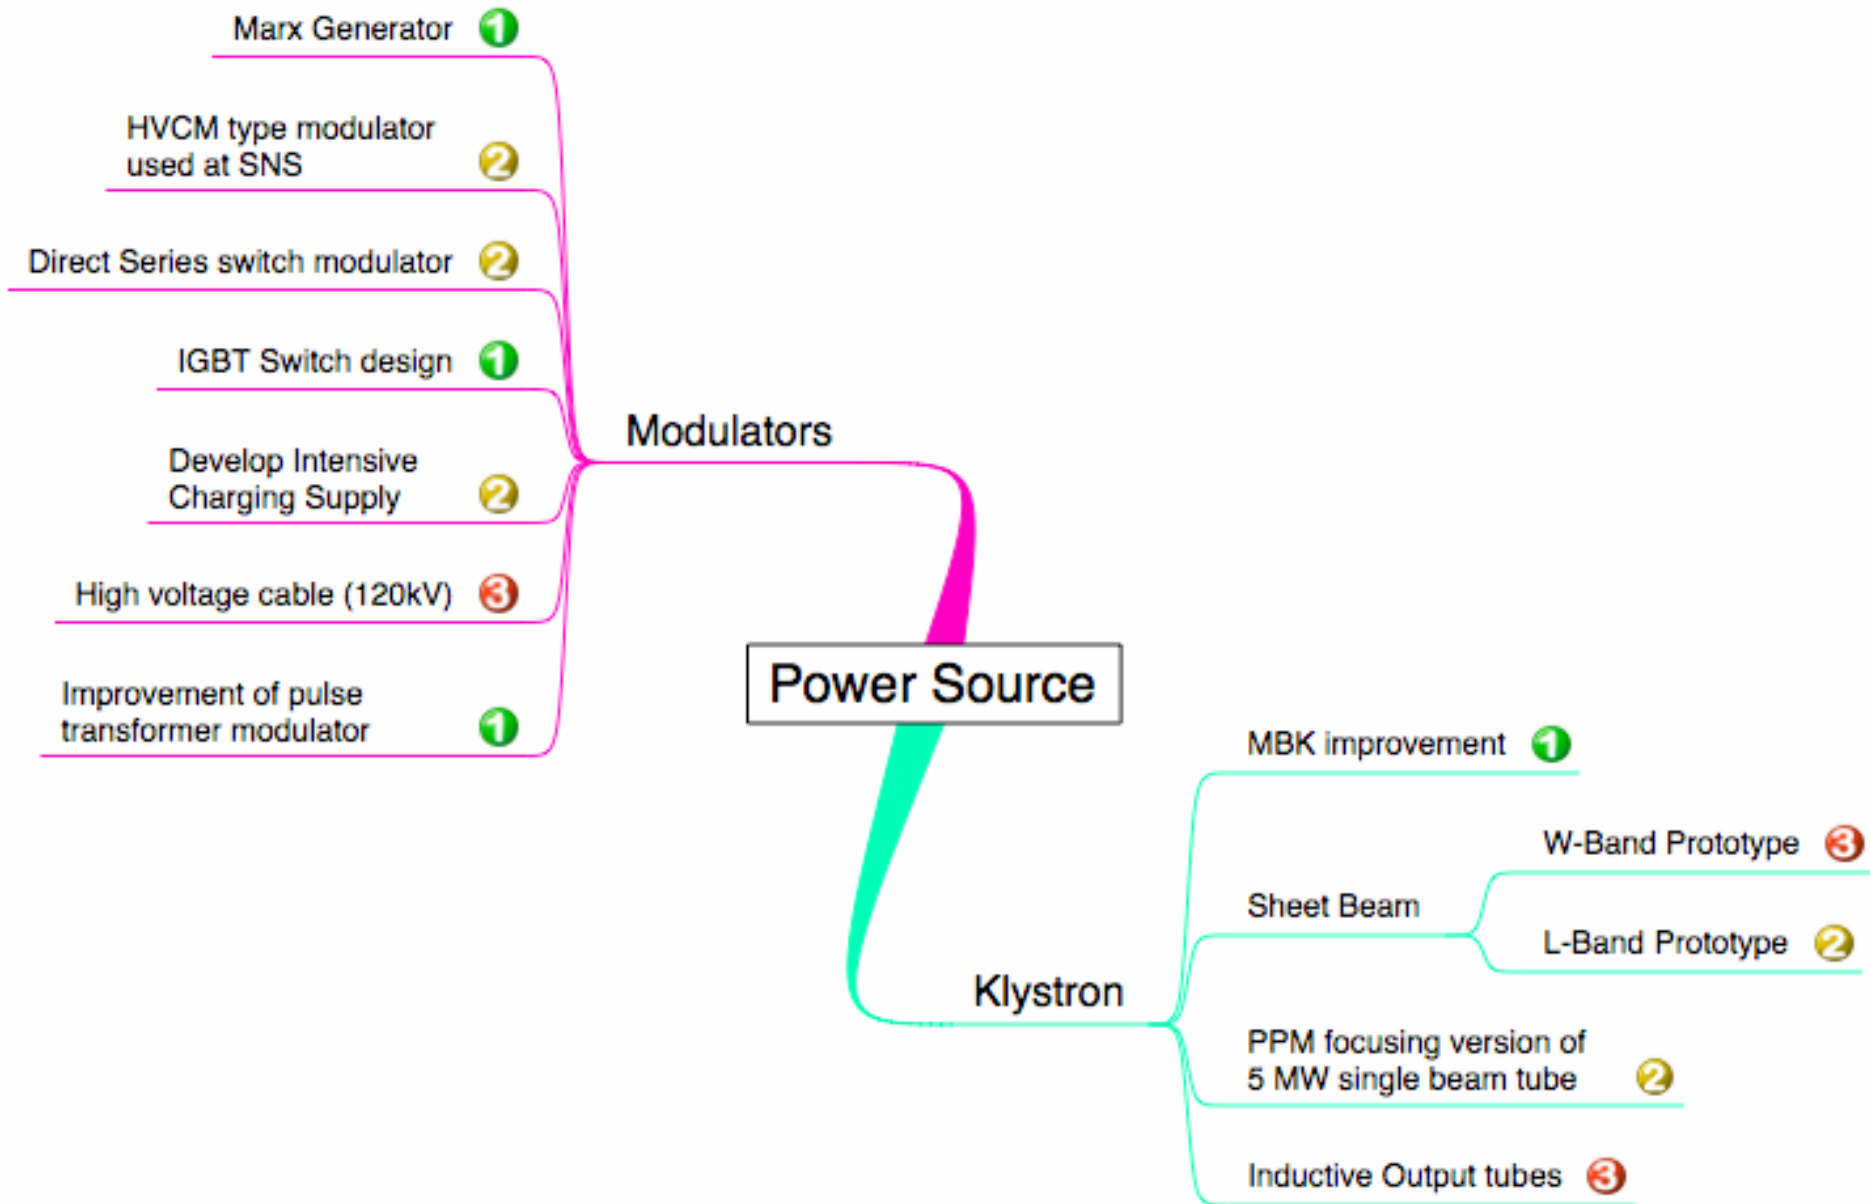 Marx Generator 1
HVCM type modulator
used at SNS 2
Direct Series switch modulator 2
IGBT Switch design 1
Develop Intensive
Charging Supply 2
High voltage cable (120kV) 3
Improvement of pulse
transformer modulator 1
Modulators
Power Source
Klystron
MBK improvement 1
Sheet Beam
W-Band Prototype 3
L-Band Prototype 2
PPM focusing version of
5 MW single beam tube 2
Inductive Output tubes 3